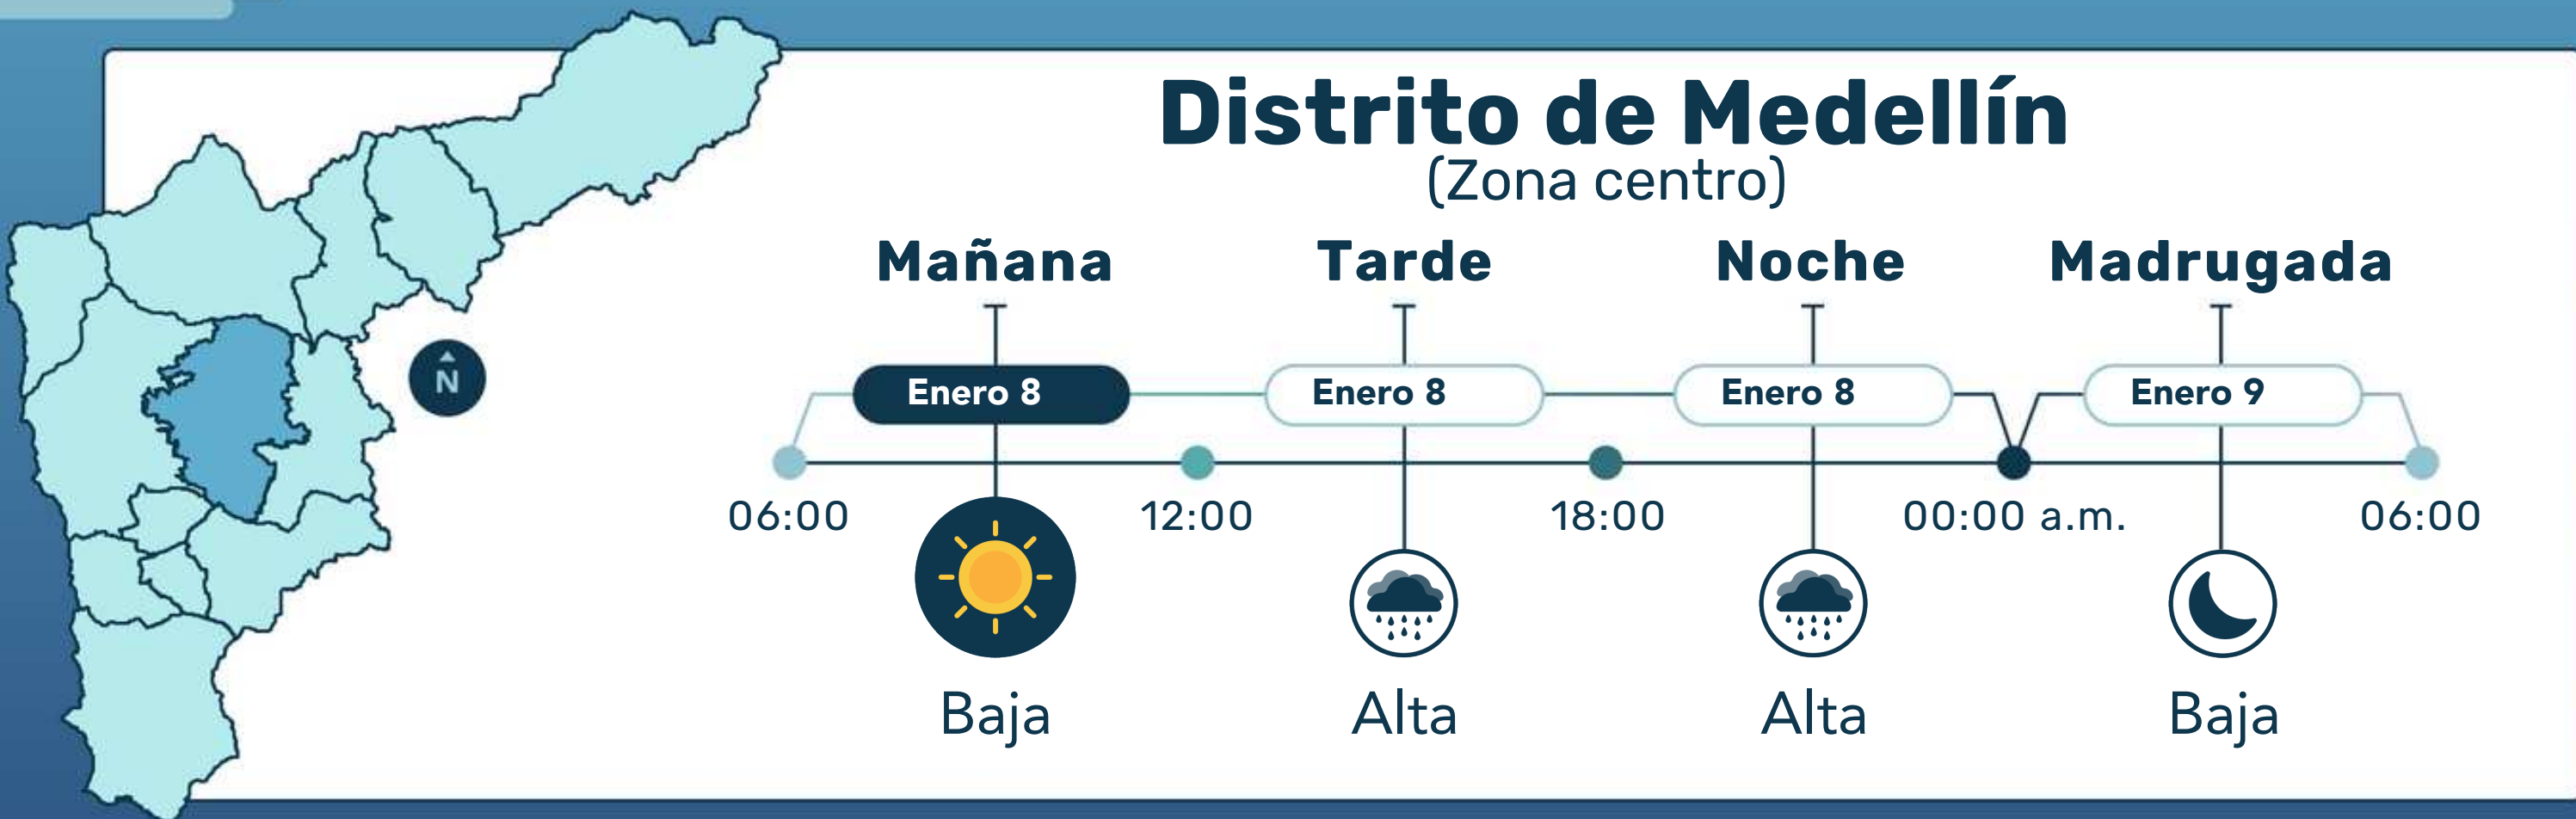 Distrito de Medellín
(Zona centro)
Mañana Tarde Noche Madrugada
N
Enero 8 Enero 8 Enero 8 Enero 9
06:00 12:00 18:00 00:00 a.m. 06:00
Baja Alta Alta Baja